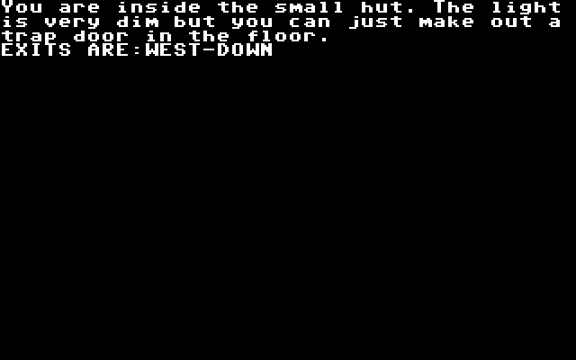 You are inside the small hut. The light
is very dim but you can just make out a
trap door in the floor.
EXITS ARE:WEST-DOWN